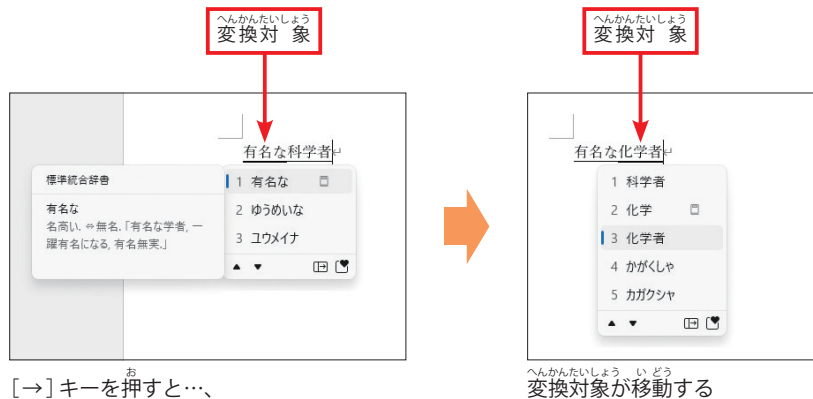 へんかんたいしょう
変換対象
有名な科学者↵
標準統合辞書
有名な
名高い. ⇔無名.「有名な学者, 一
躍有名になる, 有名無実.」
1 有名な
2 ゆうめいな
3 ユウメイナ
お
[→]キーを押すと…、
へんかんたいしょう
変換対象
有名な化学者↵
1 科学者
2 化学
3 化学者
4 かがくしゃ
5 カガクシャ
へんかんたいしょう いどう
変換対象が移動する